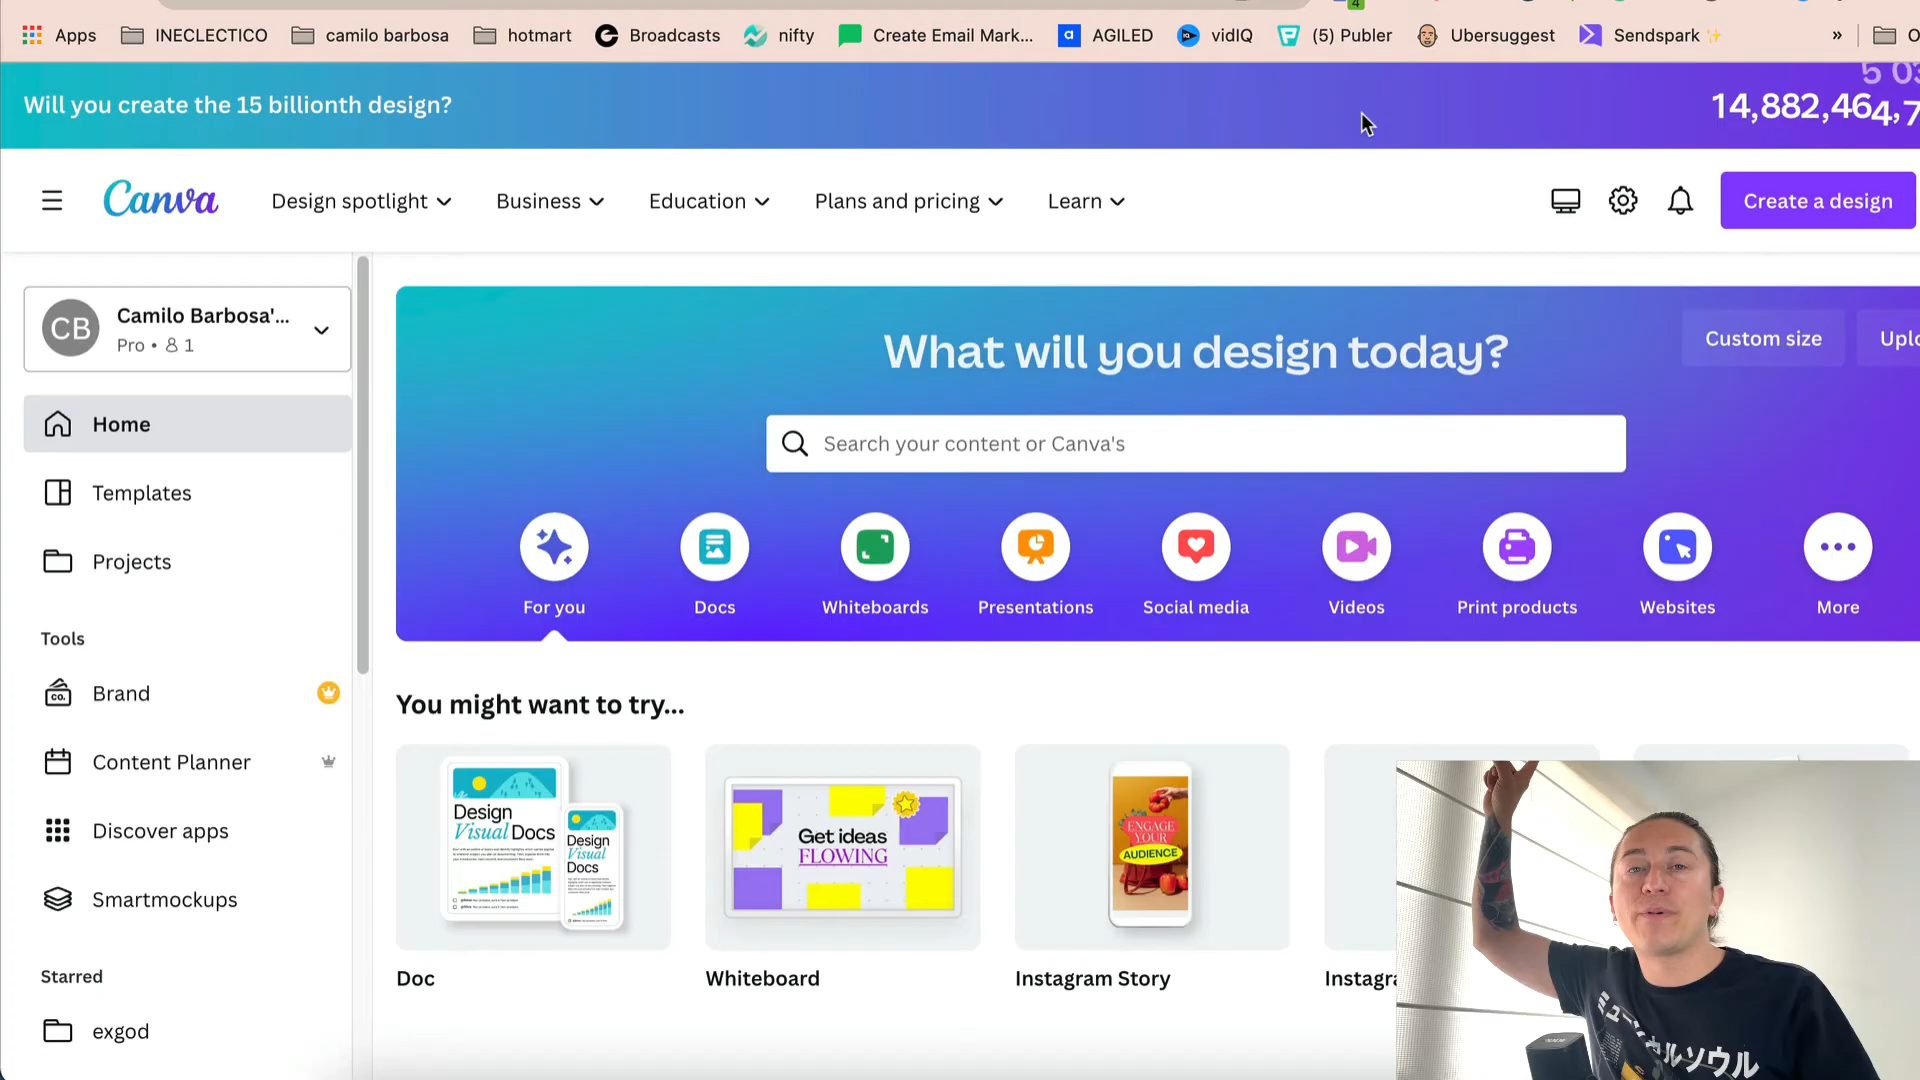 4
Apps
INECLECTICO
camilo barbosa
hotmart
Broadcasts
nifty
Create Email Mark...
AGILED
vidIQ
(5) Publer
Ubersuggest
Sendspark
»
Will you create the 15 billionth design?
14,882,464,7
Canva
Design spotlight
Business
Education
Plans and pricing
Learn
Create a design
CB
Camilo Barbosa'...
Pro • 1
Home
Templates
Projects
Tools
CO.
Brand
Content Planner
Discover apps
Smartmockups
Starred
exgod
What will you design today?
Custom size
Uplo
Search your content or Canva's
For you
Docs
Whiteboards
Presentations
Social media
Videos
Print products
Websites
More
You might want to try...
Design
Visual Docs
Design
Visual
Docs
Doc
Get ideas
FLOWING
Whiteboard
ENGAGE
YOUR
AUDIENCE
Instagram Story
Instagra